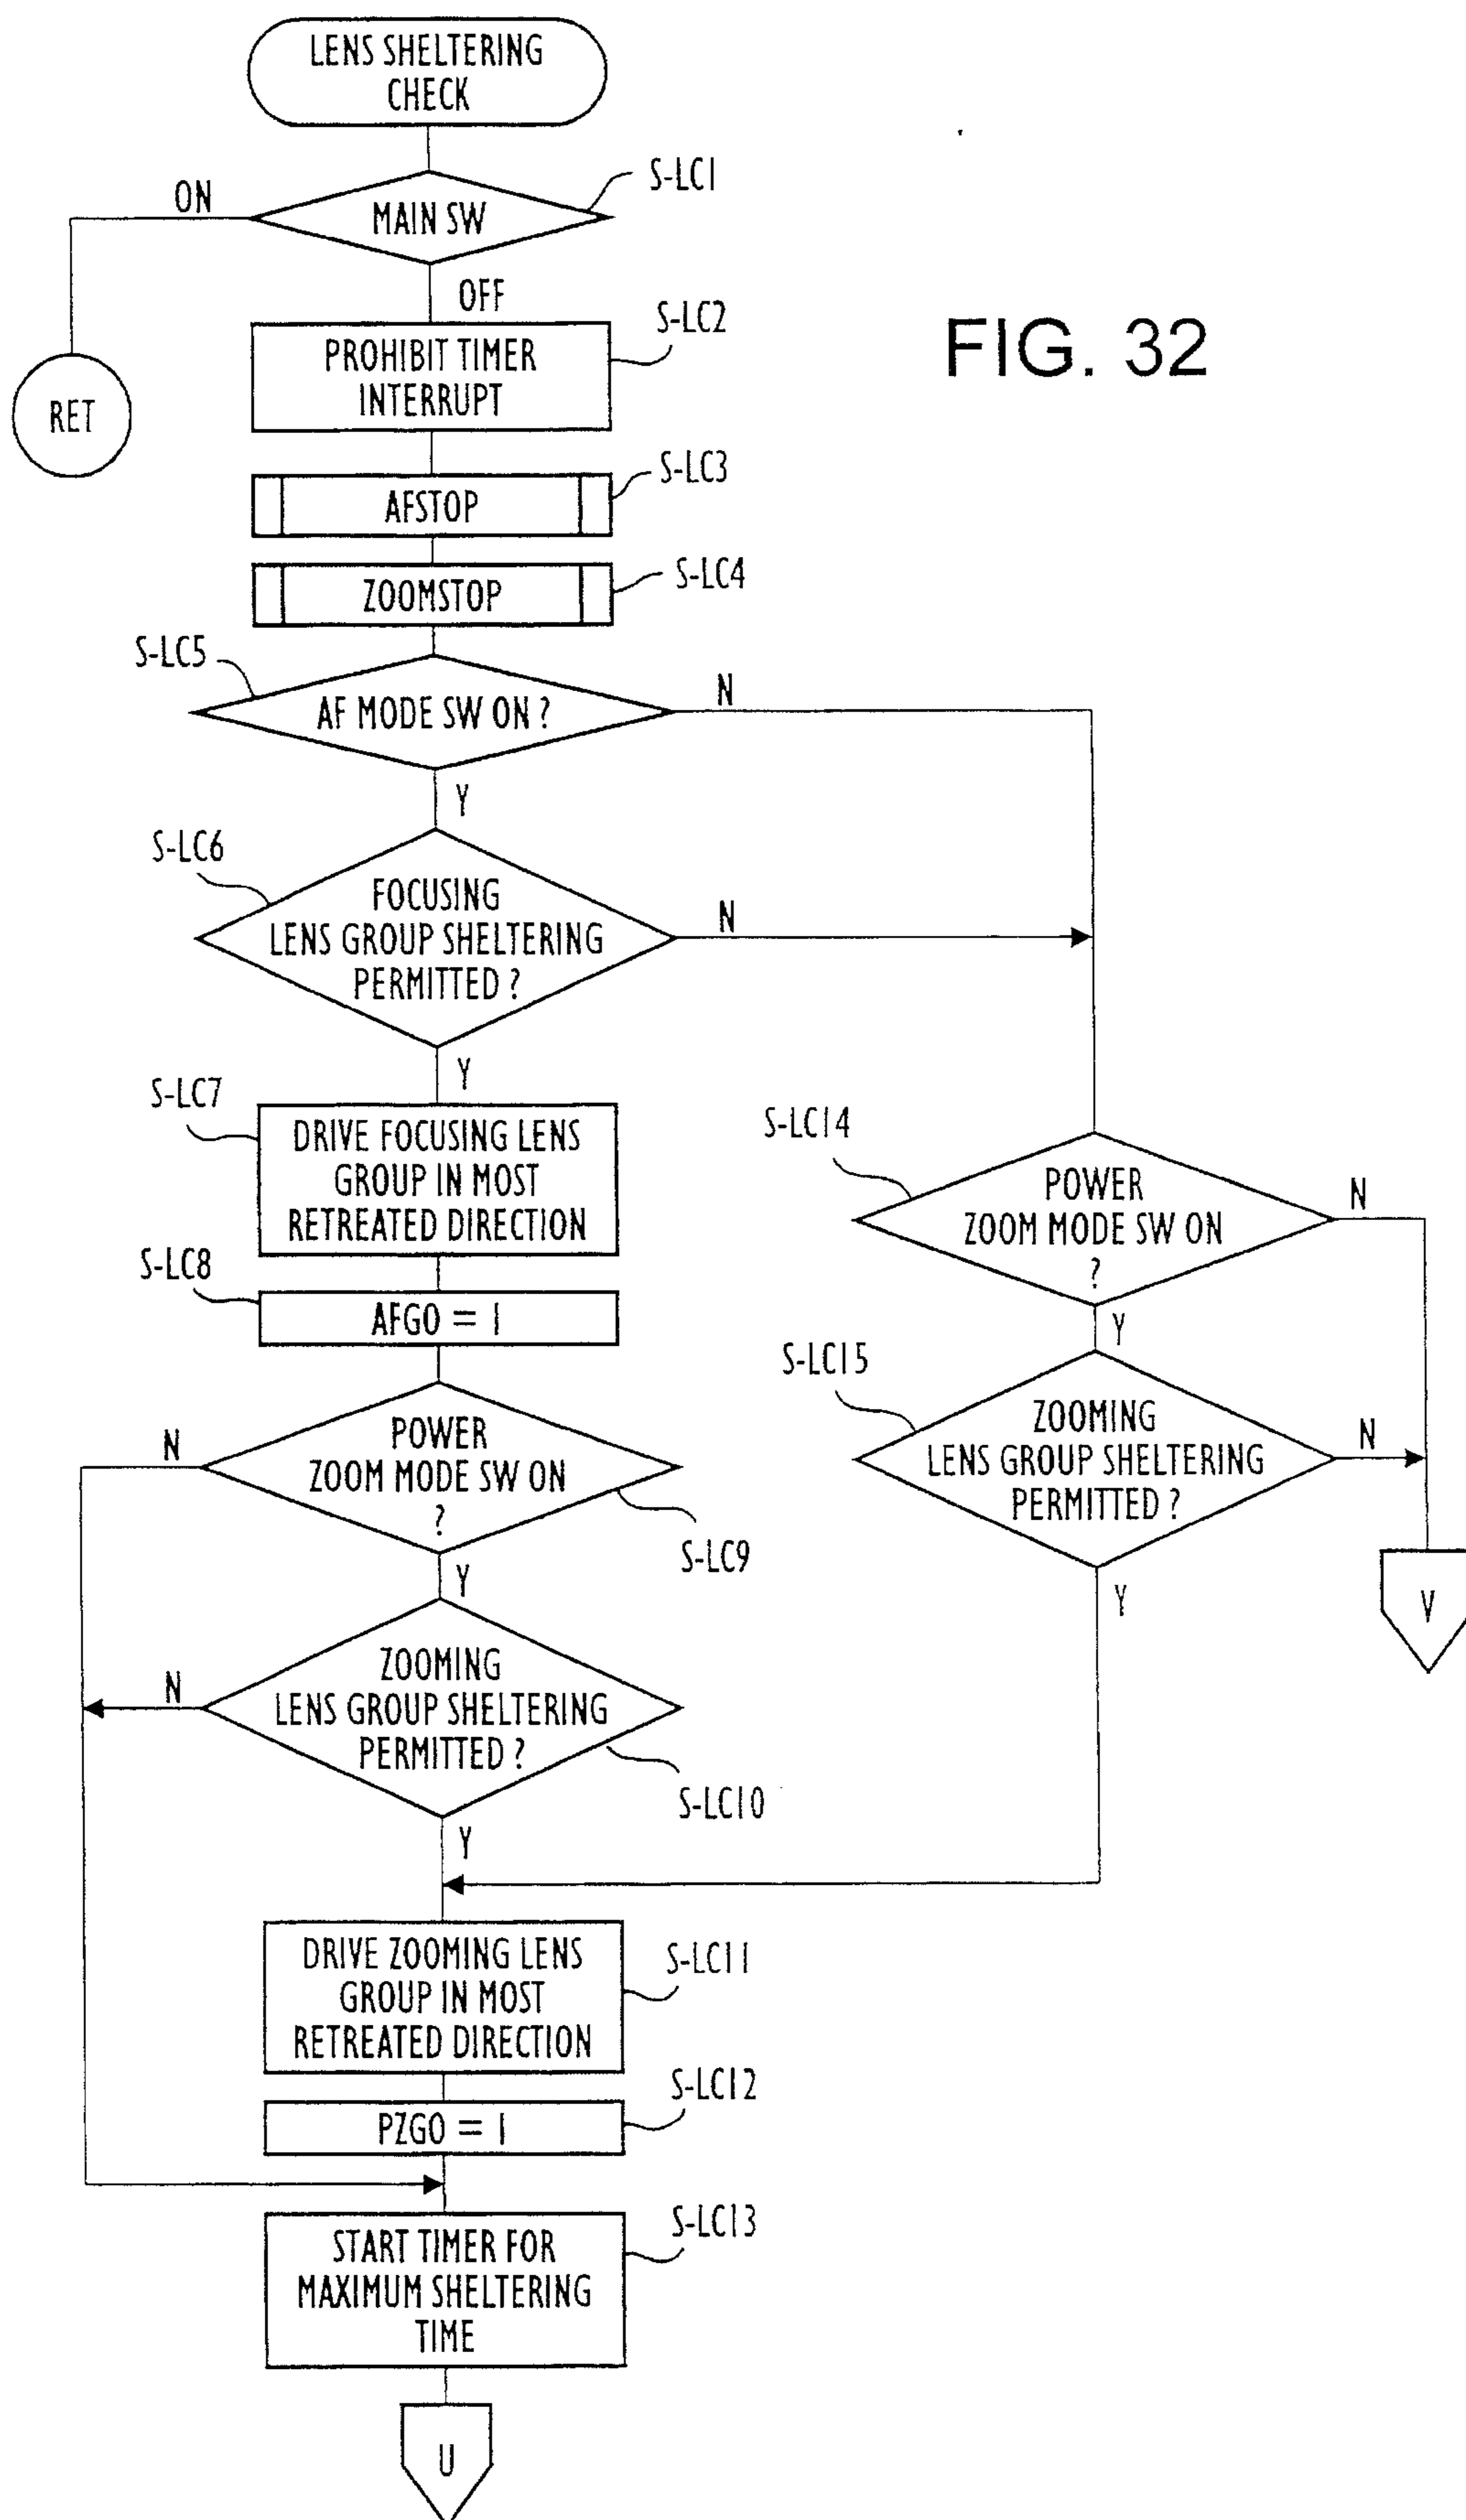 LENS SHELTERING
CHECK
S-LC1
ON
MAIN SW
OFF
S-LC2
FIG. 32
PROHIBIT TIMER
INTERRUPT
RET
S-LC3
AFSTOP
S-LC4
ZOOMSTOP
S-LC5
AF MODE SW ON ?
N
Y
S-LC6
FOCUSING
LENS GROUP SHELTERING
PERMITTED ?
N
Y
S-LC7
DRIVE FOCUSING LENS
GROUP IN MOST
RETREATED DIRECTION
S-LC14
POWER
ZOOM MODE SW ON
?
N
Y
S-LC8
AFGO = 1
S-LC15
ZOOMING
LENS GROUP SHELTERING
PERMITTED ?
N
Y
V
POWER
ZOOM MODE SW ON
?
N
S-LC9
Y
ZOOMING
LENS GROUP SHELTERING
PERMITTED ?
N
S-LC10
Y
DRIVE ZOOMING LENS
GROUP IN MOST
RETREATED DIRECTION
S-LC11
S-LC12
PZGO = 1
S-LC13
START TIMER FOR
MAXIMUM SHELTERING
TIME
U